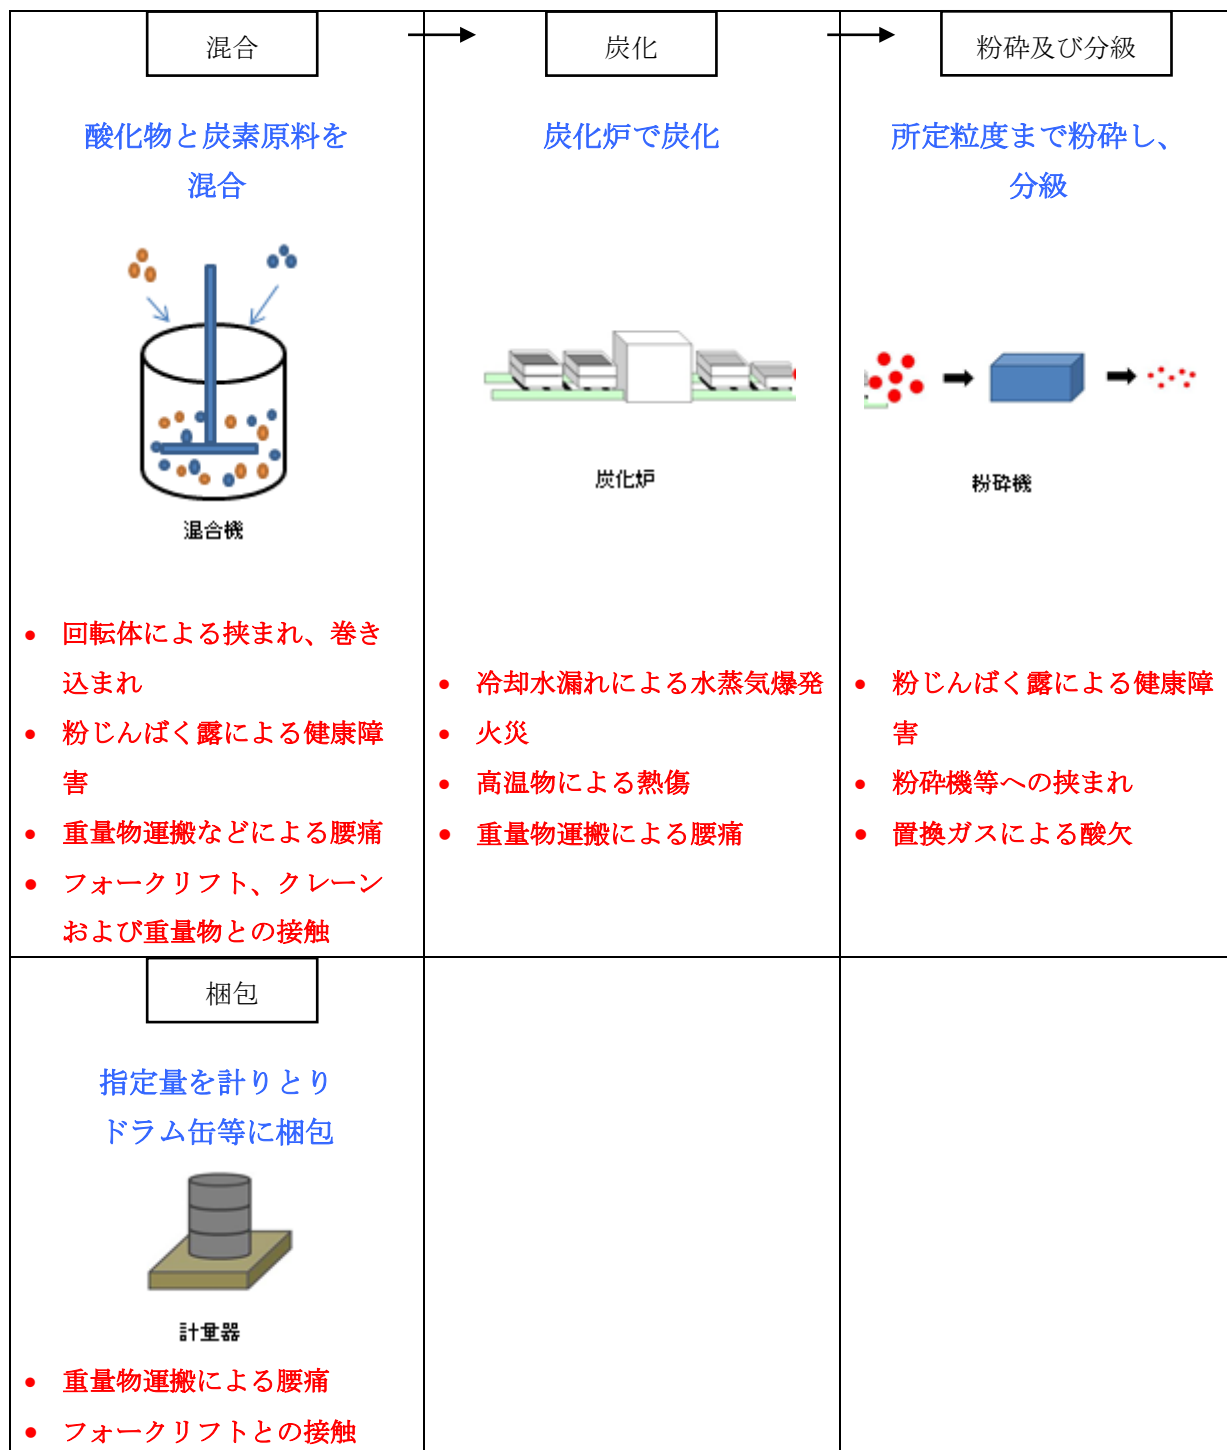 混合
酸化物と炭素原料を
混合
混合機
• 回転体による挟まれ、巻き
込まれ
• 粉じんばく露による健康障
害
• 重量物運搬などによる腰痛
• フォークリフト、クレーン
および重量物との接触
炭化
炭化炉で炭化
炭化炉
• 冷却水漏れによる水蒸気爆発
• 火災
• 高温物による熱傷
• 重量物運搬による腰痛
粉砕及び分級
所定粒度まで粉砕し、
分級
粉砕機
• 粉じんばく露による健康障
害
• 粉砕機等への挟まれ
• 置換ガスによる酸欠
梱包
指定量を計りとり
ドラム缶等に梱包
計量器
• 重量物運搬による腰痛
• フォークリフトとの接触